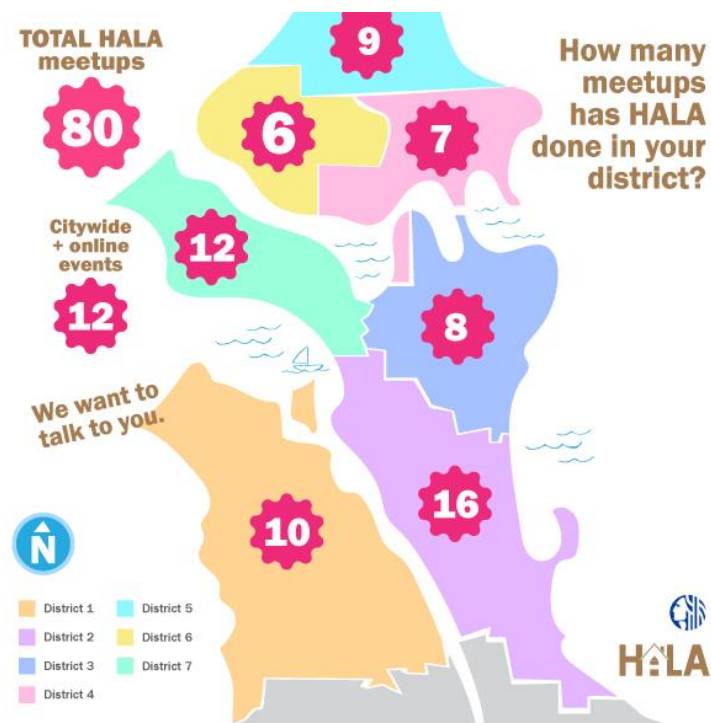 TOTAL HALA
meetups
80
Citywide
+ online
events
12
We want to
talk to you.
How many
meetups
has HALA
done in your
district?
9
6
7
12
8
10
16
N
District 1
District 2
District 3
District 4
District 5
District 6
District 7
HALA